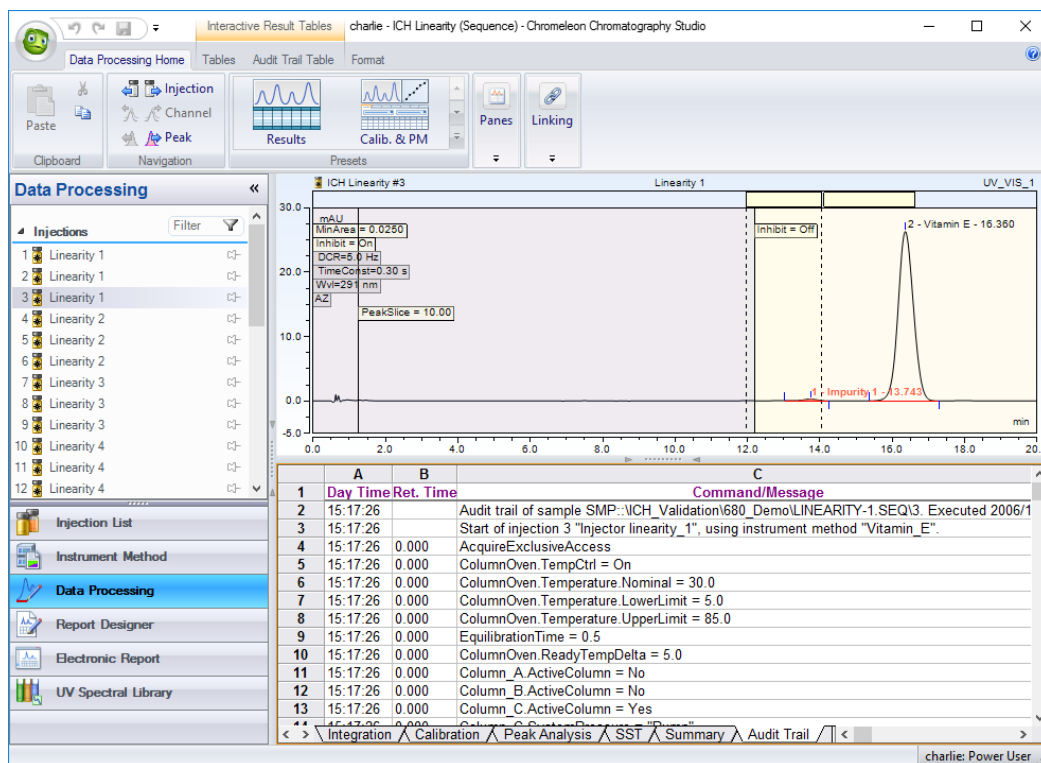 Interactive Result Tables charlie - ICH Linearity (Sequence) - Chromeleon Chromatography Studio
Data Processing Home Tables Audit Trail Table Format
Paste
Clipboard
Injection
Channel
Peak
Navigation
Results
Calib. & PM
Presets
Panes
Linking
Data Processing «
Injections Filter
1 Linearity 1
2 Linearity 1
3 Linearity 1
4 Linearity 2
5 Linearity 2
6 Linearity 2
7 Linearity 3
8 Linearity 3
9 Linearity 3
10 Linearity 4
11 Linearity 4
12 Linearity 4
Injection List
Instrument Method
Data Processing
Report Designer
Electronic Report
UV Spectral Library
ICH Linearity #3 Linearity 1 UV_VIS_1
30.0
20.0
10.0
0.0
-5.0
mAU
MinArea = 0.0250
Inhibit = On
DCR=5.0 Hz
TimeConst=0.30 s
Wvl=291 nm
AZ
PeakSlice = 10.00
Inhibit = Off
2 - Vitamin E - 16.360
1 - Impurity 1 - 13.743
min
0.0 2.0 4.0 6.0 8.0 10.0 12.0 14.0 16.0 18.0 20.
A B C
1 Day Time Ret. Time Command/Message
2 15:17:26 Audit trail of sample SMP::\ICH_Validation\680_Demo\LINEARITY-1.SEQ\3. Executed 2006/1
3 15:17:26 Start of injection 3 "Injector linearity_1", using instrument method "Vitamin_E".
4 15:17:26 0.000 AcquireExclusiveAccess
5 15:17:26 0.000 ColumnOven.TempCtrl = On
6 15:17:26 0.000 ColumnOven.Temperature.Nominal = 30.0
7 15:17:26 0.000 ColumnOven.Temperature.LowerLimit = 5.0
8 15:17:26 0.000 ColumnOven.Temperature.UpperLimit = 85.0
9 15:17:26 0.000 EquilibrationTime = 0.5
10 15:17:26 0.000 ColumnOven.ReadyTempDelta = 5.0
11 15:17:26 0.000 Column_A.ActiveColumn = No
12 15:17:26 0.000 Column_B.ActiveColumn = No
13 15:17:26 0.000 Column_C.ActiveColumn = Yes
14 15:17:26 0.000 Column_C.SystemPressure = "Pump"
Integration Calibration Peak Analysis SST Summary Audit Trail
charlie: Power User